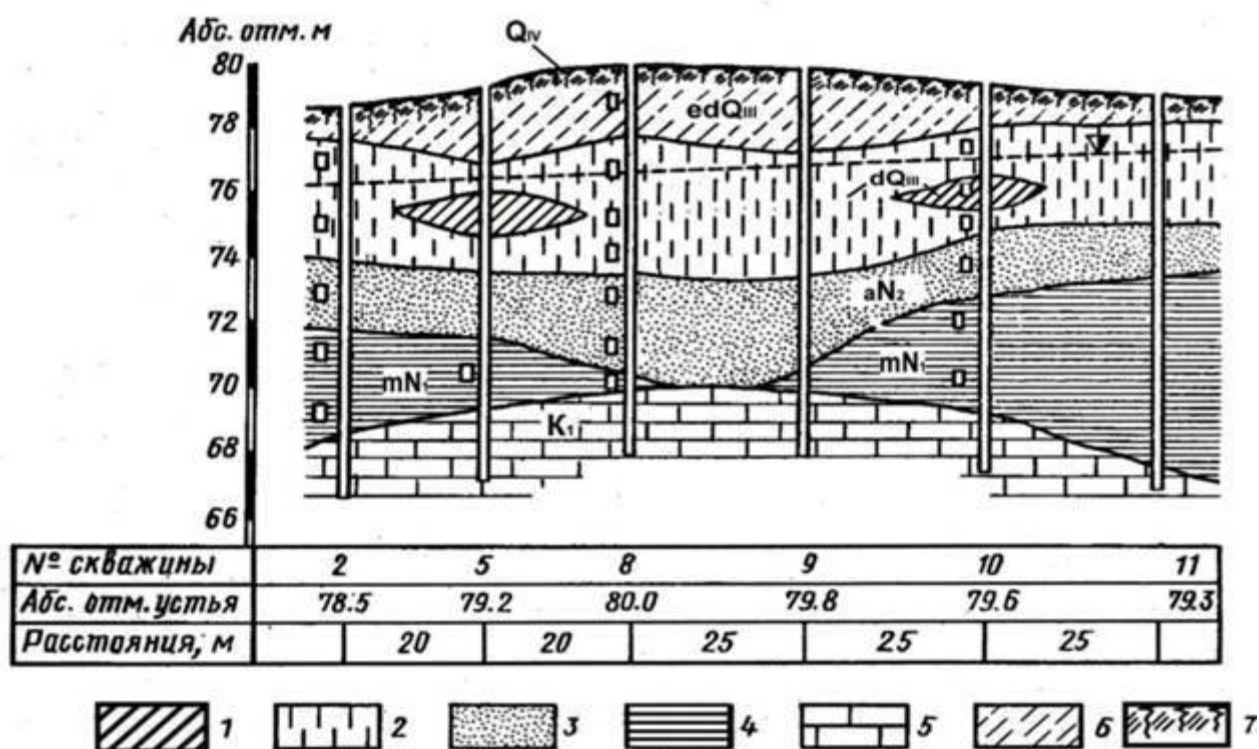 Абс. отм. м
QIV
80
edQIII
78
76
dQIII
74
aN2
72
mN1
mN1
70
K1
68
66
№ скважины 2 5 8 9 10 11
Абс. отм. устья 78.5 79.2 80.0 79.8 79.6 79.3
Расстояния, м 20 20 25 25 25
1 2 3 4 5 6 7